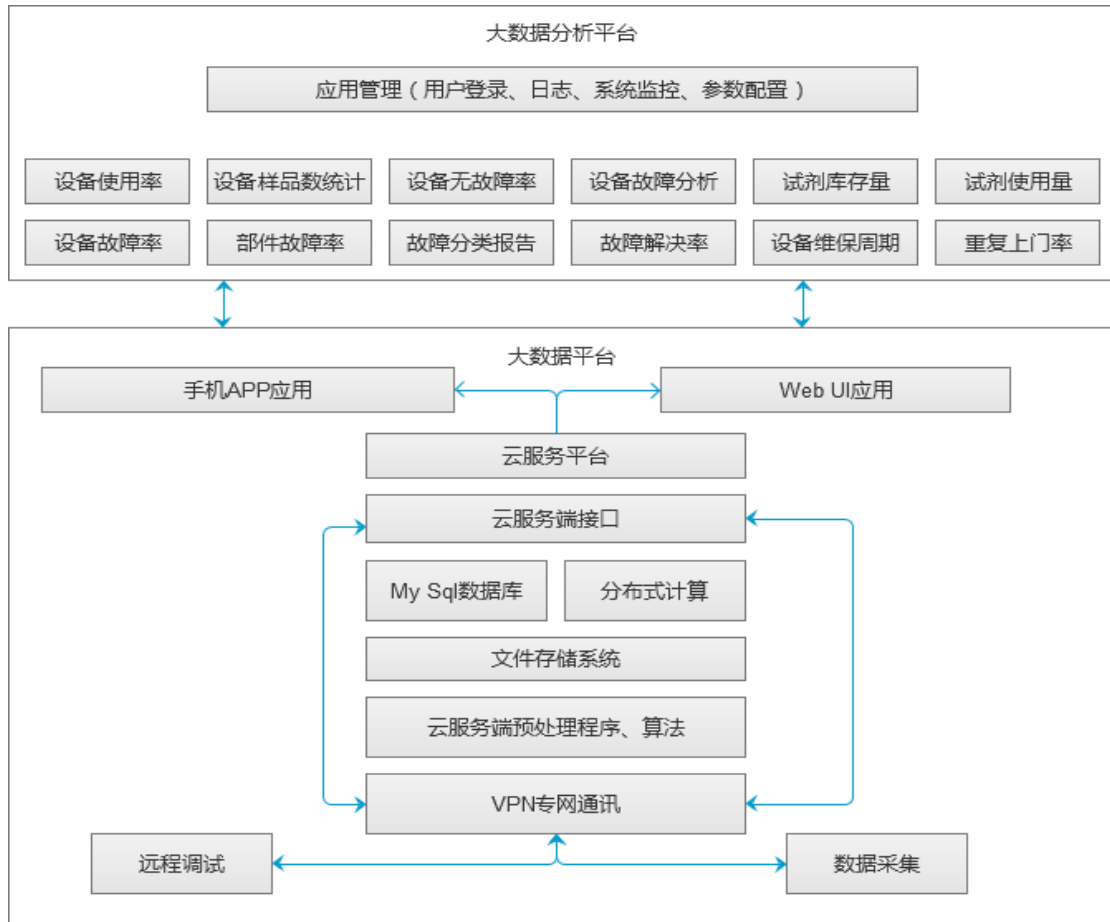 大数据分析平台
应用管理（用户登录、日志、系统监控、参数配置）
设备使用率
设备样品数统计
设备无故障率
设备故障分析
试剂库存量
试剂使用量
设备故障率
部件故障率
故障分类报告
故障解决率
设备维保周期
重复上门率
大数据平台
手机APP应用
Web UI应用
云服务平台
云服务端接口
My Sql数据库
分布式计算
文件存储系统
云服务端预处理程序、算法
VPN专网通讯
远程调试
数据采集